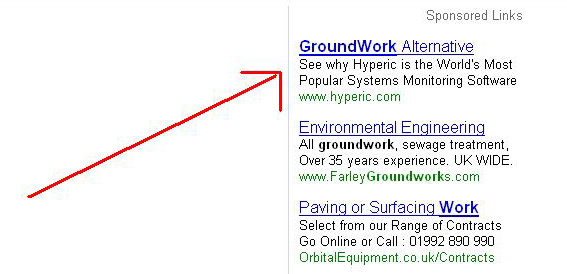 Sponsored Links
GroundWork Alternative
See why Hyperic is the World's Most
Popular Systems Monitoring Software
www.hyperic.com
Environmental Engineering
All groundwork, sewage treatment,
Over 35 years experience. UK WIDE.
www.FarleyGroundworks.com
Paving or Surfacing Work
Select from our Range of Contracts
Go Online or Call : 01992 890 990
OrbitalEquipment.co.uk/Contracts